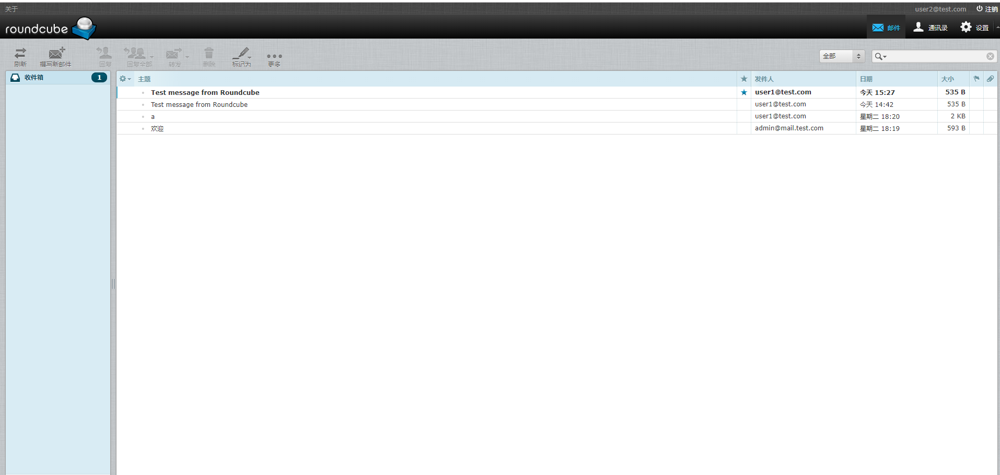 关于
user2@test.com 注销
roundcube
邮件 通讯录 设置
刷新 撰写新邮件 回复 回复全部 转发 删除 标记为 更多
全部
收件箱 1
主题 发件人 日期 大小
Test message from Roundcube user1@test.com 今天 15:27 535 B
Test message from Roundcube user1@test.com 今天 14:42 535 B
a user1@test.com 星期二 18:20 2 KB
欢迎 admin@mail.test.com 星期二 18:19 593 B